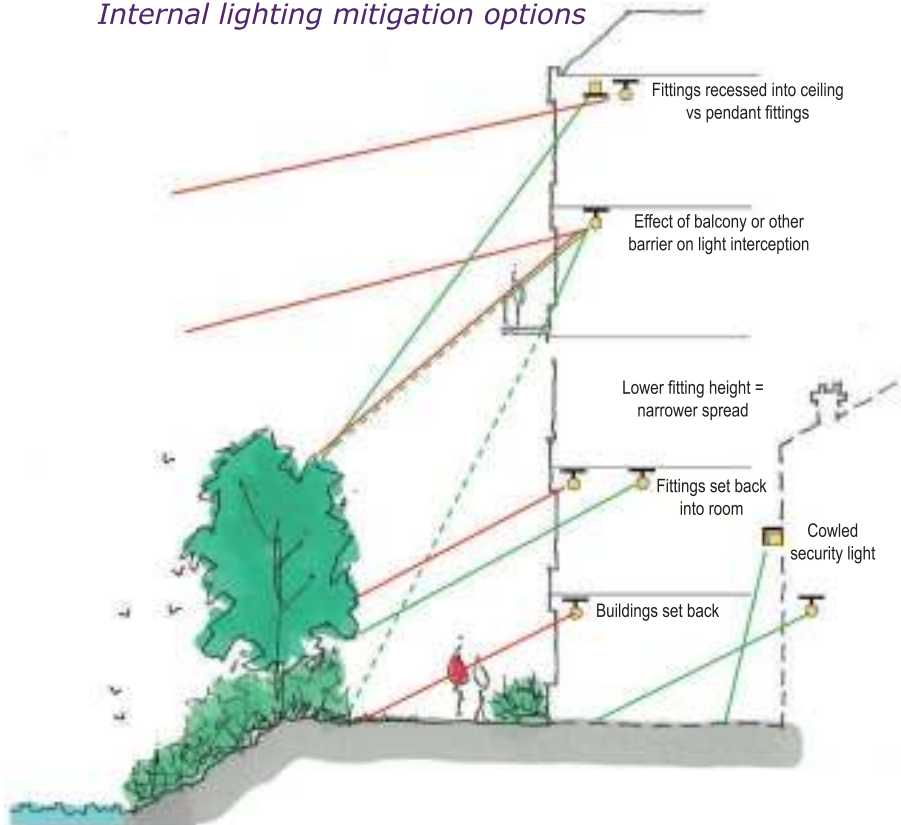 Internal lighting mitigation options
Fittings recessed into ceiling
vs pendant fittings
Effect of balcony or other
barrier on light interception
Lower fitting height =
narrower spread
Fittings set back
into room
Cowled
security light
Buildings set back